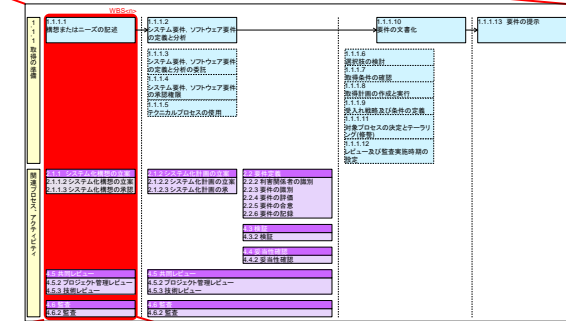 WBS
1.1.1 取得の準備
1.1.1.1
構想またはニーズの記述
1.1.1.2
システム要件、ソフトウェア要件
の定義と分析
1.1.1.3
システム要件、ソフトウェア要件
の定義と分析の委託
1.1.1.4
システム要件、ソフトウェア要件
の承認権限
1.1.1.5
テクニカルプロセスの使用
1.1.1.10
要件の文書化
1.1.1.6
選択肢の検討
1.1.1.7
取得条件の確認
1.1.1.8
取得計画の作成と実行
1.1.1.9
受入れ戦略及び条件の定義
1.1.1.11
対象プロセスの決定とテーラリ
ング(修整)
1.1.1.12
レビュー及び監査実施時期の
設定
1.1.1.13 要件の提示
関連プロセス、アクティビティ
2.1.1 システム化構想の立案
2.1.1.2 システム化構想の立案
2.1.1.3 システム化構想の承認
2.1.2システム化計画の立案
2.1.2.2 システム化計画の立案
2.1.2.3 システム化計画の承
2.2 要件定義
2.2.2 利害関係者の識別
2.2.3 要件の識別
2.2.4 要件の評価
2.2.5 要件の合意
2.2.6 要件の記録
4.3 検証
4.3.2 検証
4.4 妥当性確認
4.4.2 妥当性確認
4.5 共同レビュー
4.5.2 プロジェクト管理レビュー
4.5.3 技術レビュー
4.5 共同レビュー
4.5.2 プロジェクト管理レビュー
4.5.3 技術レビュー
4.6 監査
4.6.2 監査
4.6 監査
4.6.2 監査